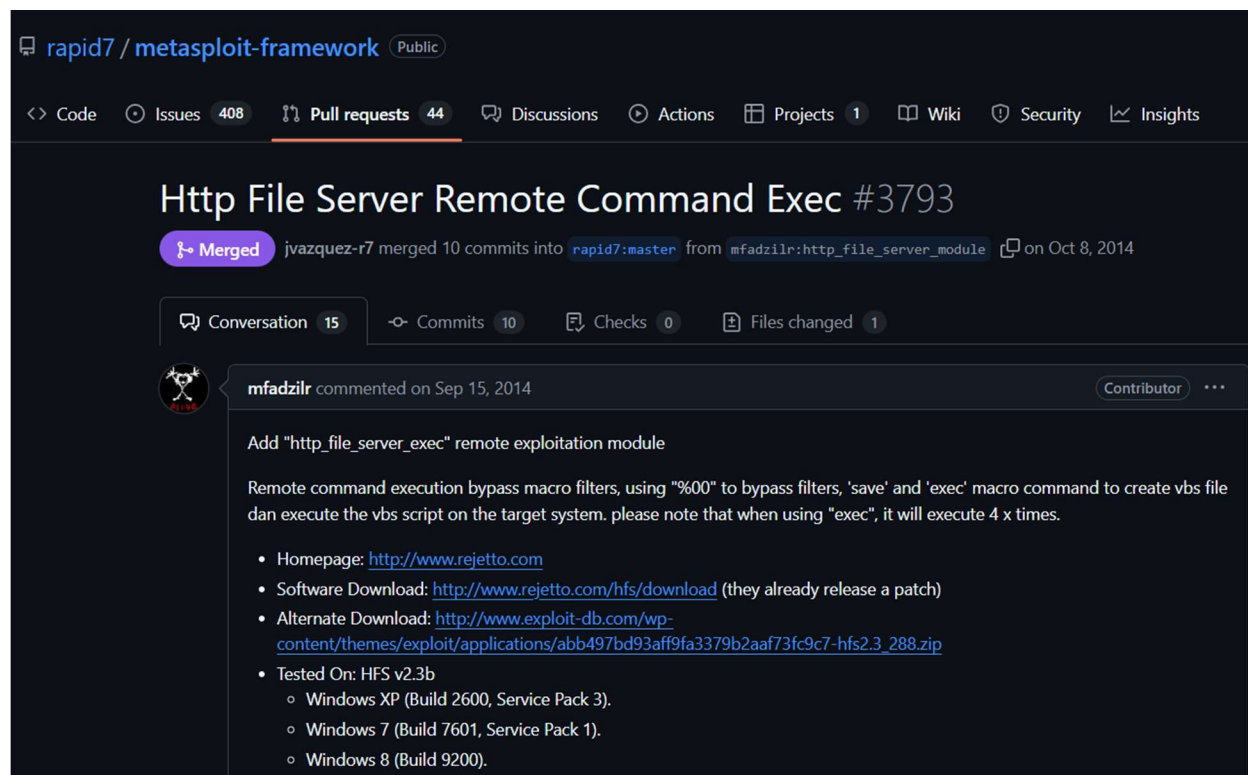 rapid7 / metasploit-framework Public
Code Issues 408 Pull requests 44 Discussions Actions Projects 1 Wiki Security Insights
Http File Server Remote Command Exec #3793
Merged jvazquez-r7 merged 10 commits into rapid7:master from mfadzilr:http_file_server_module on Oct 8, 2014
Conversation 15 Commits 10 Checks 0 Files changed 1
mfadzilr commented on Sep 15, 2014 Contributor ...
Add "http_file_server_exec" remote exploitation module
Remote command execution bypass macro filters, using "%00" to bypass filters, 'save' and 'exec' macro command to create vbs file
dan execute the vbs script on the target system. please note that when using "exec", it will execute 4 x times.
• Homepage: http://www.rejetto.com
• Software Download: http://www.rejetto.com/hfs/download (they already release a patch)
• Alternate Download: http://www.exploit-db.com/wp-
content/themes/exploit/applications/abb497bd93aff9fa3379b2aaf73fc9c7-hfs2.3_288.zip
• Tested On: HFS v2.3b
◦ Windows XP (Build 2600, Service Pack 3).
◦ Windows 7 (Build 7601, Service Pack 1).
◦ Windows 8 (Build 9200).